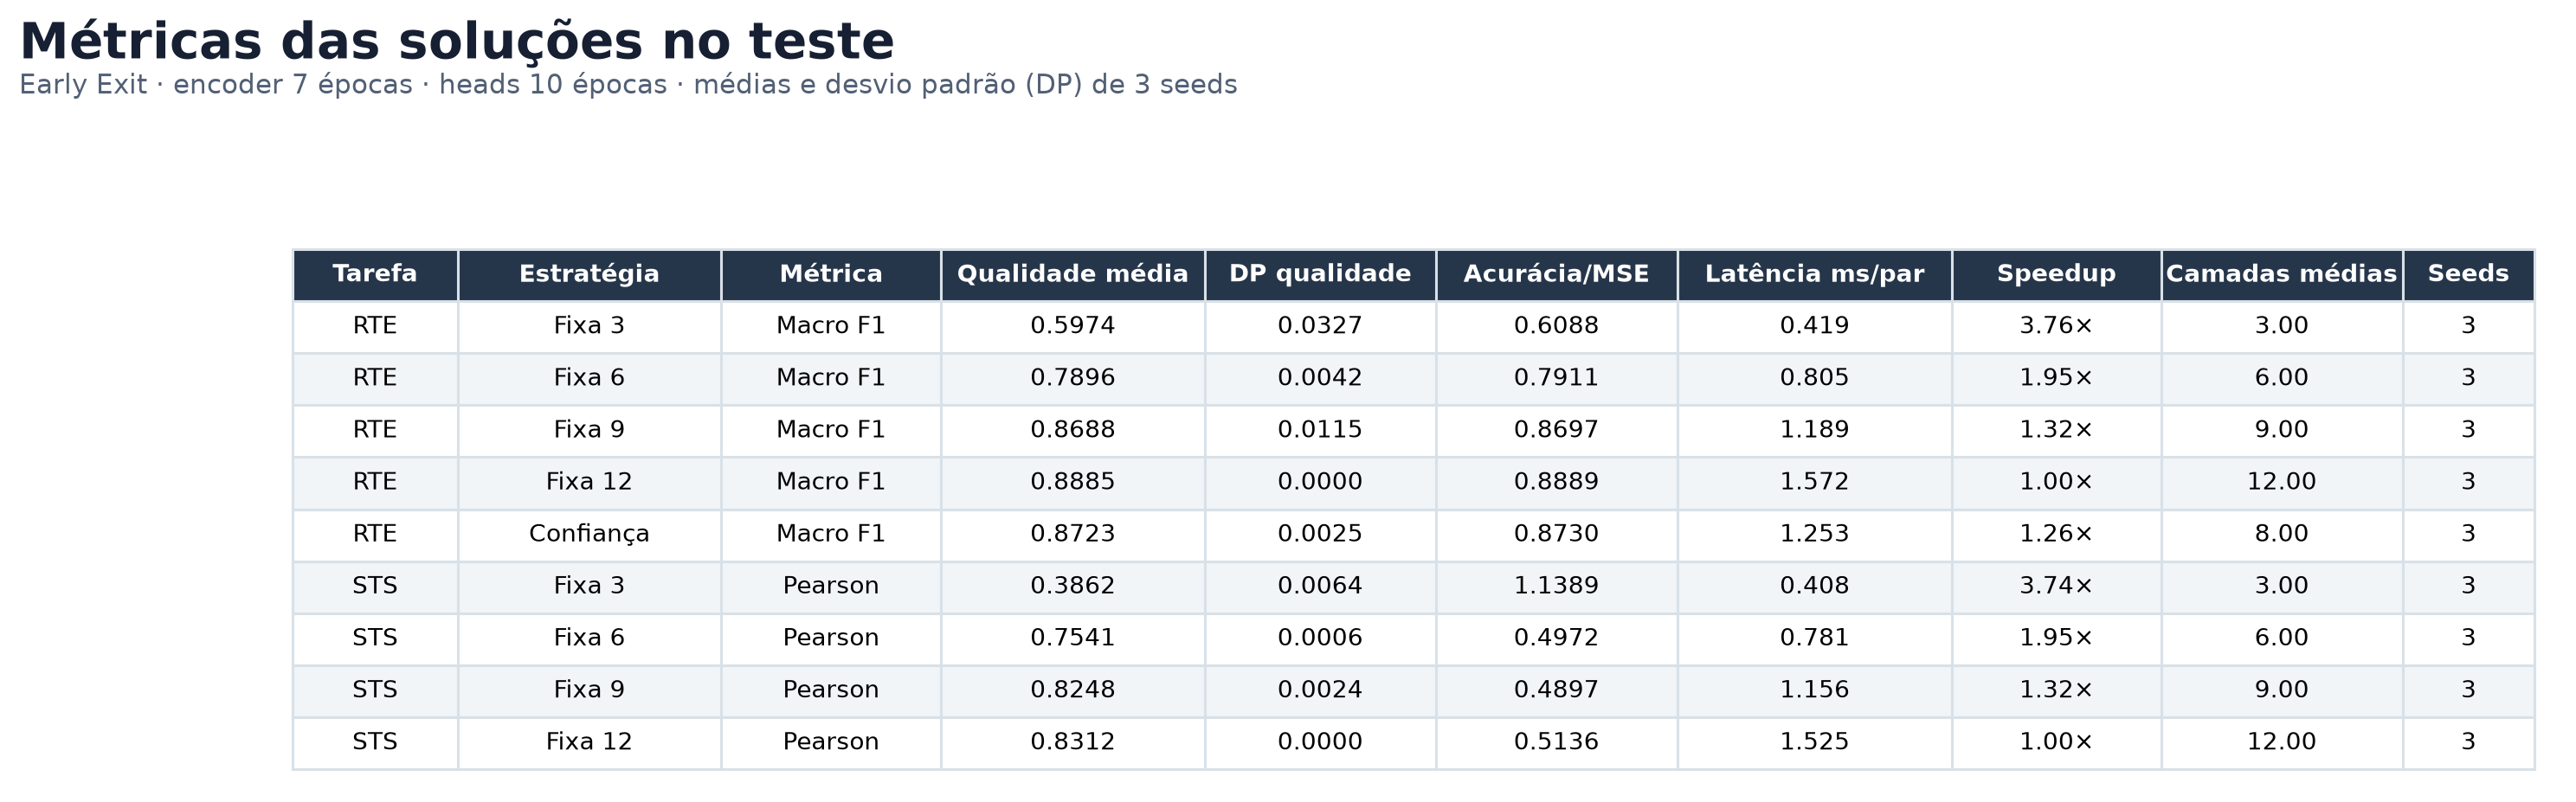 Métricas das soluções no teste
Early Exit · encoder 7 épocas · heads 10 épocas · médias e desvio padrão (DP) de 3 seeds
Tarefa Estratégia Métrica Qualidade média DP qualidade Acurácia/MSE Latência ms/par Speedup Camadas médias Seeds
RTE Fixa 3 Macro F1 0.5974 0.0327 0.6088 0.419 3.76× 3.00 3
RTE Fixa 6 Macro F1 0.7896 0.0042 0.7911 0.805 1.95× 6.00 3
RTE Fixa 9 Macro F1 0.8688 0.0115 0.8697 1.189 1.32× 9.00 3
RTE Fixa 12 Macro F1 0.8885 0.0000 0.8889 1.572 1.00× 12.00 3
RTE Confiança Macro F1 0.8723 0.0025 0.8730 1.253 1.26× 8.00 3
STS Fixa 3 Pearson 0.3862 0.0064 1.1389 0.408 3.74× 3.00 3
STS Fixa 6 Pearson 0.7541 0.0006 0.4972 0.781 1.95× 6.00 3
STS Fixa 9 Pearson 0.8248 0.0024 0.4897 1.156 1.32× 9.00 3
STS Fixa 12 Pearson 0.8312 0.0000 0.5136 1.525 1.00× 12.00 3